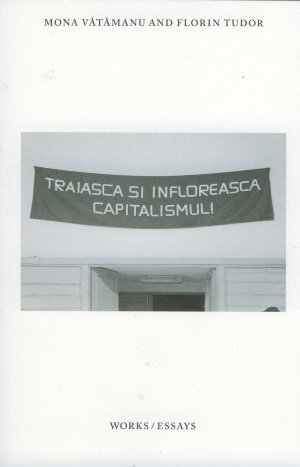 MONA VĂTĂMANU AND FLORIN TUDOR
TRAIASCA SI INFLOREASCA
CAPITALISMUL!
WORKS / ESSAYS